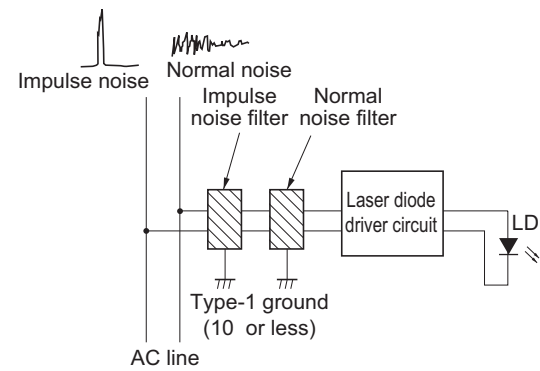 Impulse noise
Normal noise
Impulse
noise filter
Normal
noise filter
Laser diode
driver circuit
LD
Type-1 ground
(10  or less)
AC line